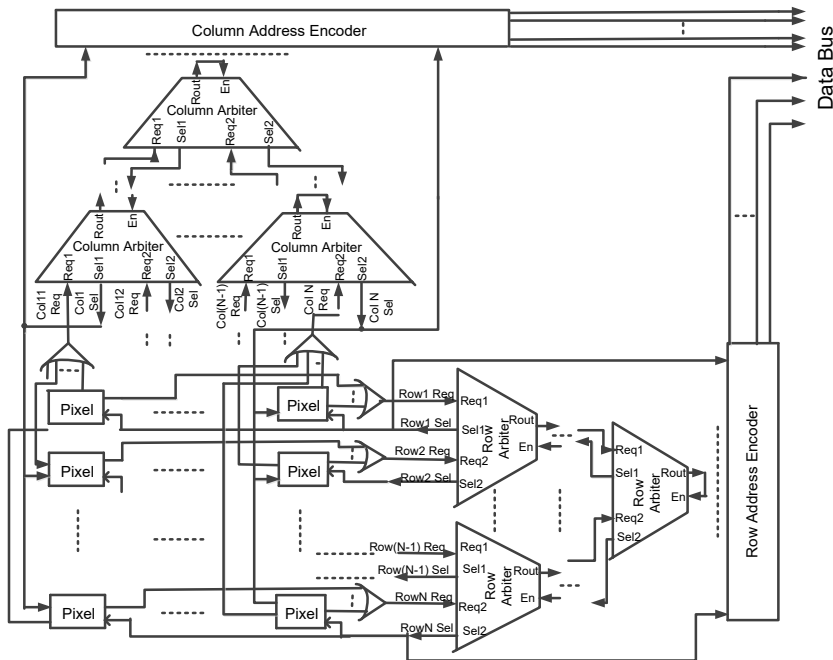 Column Address Encoder
Data Bus
Rout
En
Column Arbiter
Req1
Sel1
Req2
Sel2
Rout
En
Column Arbiter
Req1
Sel1
Req2
Sel2
Rout
En
Column Arbiter
Req1
Sel1
Req2
Sel2
Col11 Req
Col1 Sel
Col12 Req
Col2 Sel
Col(N-1) Req
Col(N-1) Sel
Col N Req
Col N Sel
Pixel
Pixel
Row1 Req
Row1 Sel
Req1
Sel1
Req2
Sel2
Row Arbiter
Rout
En
Pixel
Pixel
Row2 Req
Row2 Sel
Req1
Sel1
Req2
Sel2
Row Arbiter
Rout
En
Row Address Encoder
Row(N-1) Req
Row(N-1) Sel
Req1
Sel1
Req2
Sel2
Row Arbiter
Rout
En
Pixel
Pixel
RowN Req
RowN Sel